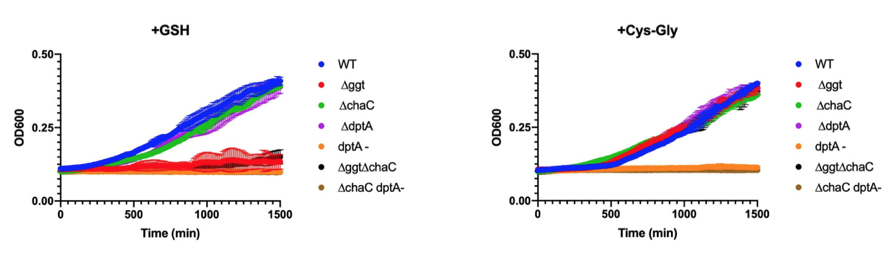 +GSH
0.50
0.25
0.00
OD600
0
500
1000
1500
Time (min)
WT
Δggt
ΔchaC
ΔdptA
dptA -
ΔggtΔchaC
ΔchaC dptA-
+Cys-Gly
0.50
0.25
0.00
OD600
0
500
1000
1500
Time (min)
WT
Δggt
ΔchaC
ΔdptA
dptA -
ΔggtΔchaC
ΔchaC dptA-